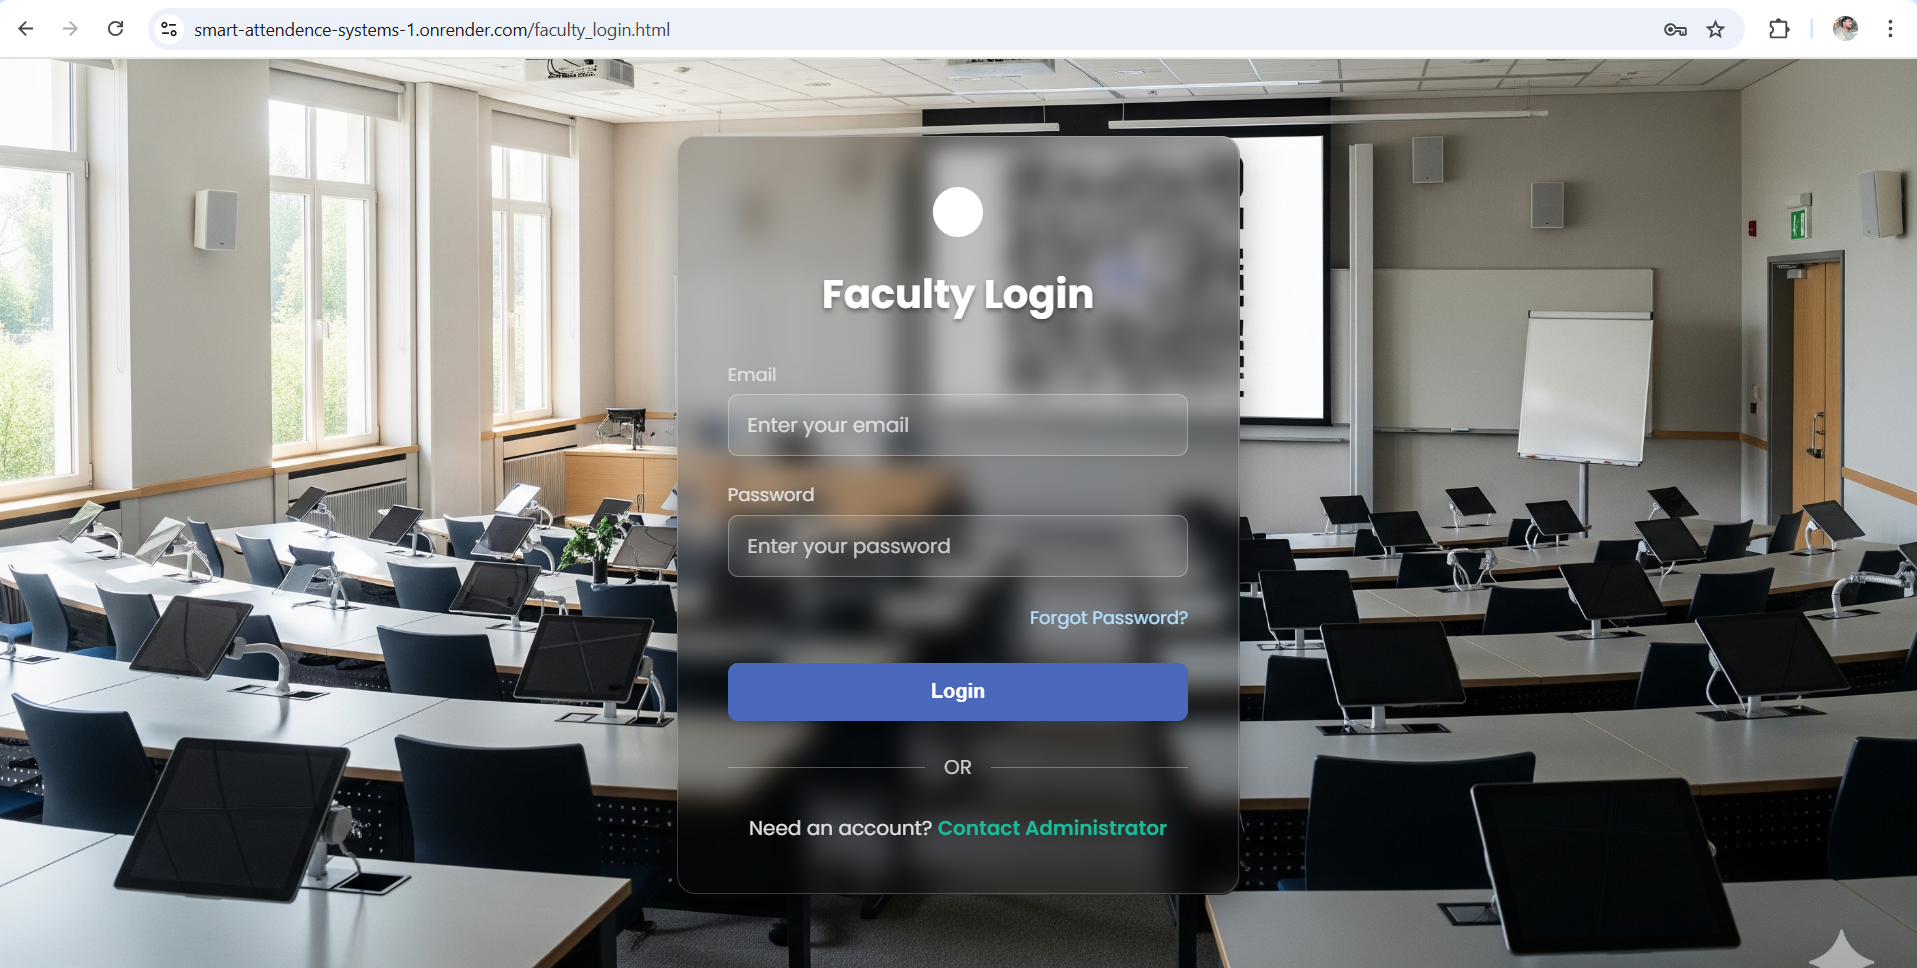 smart-attendence-systems-1.onrender.com/faculty_login.html
Faculty Login
Email
Enter your email
Password
Enter your password
Forgot Password?
Login
OR
Need an account? Contact Administrator